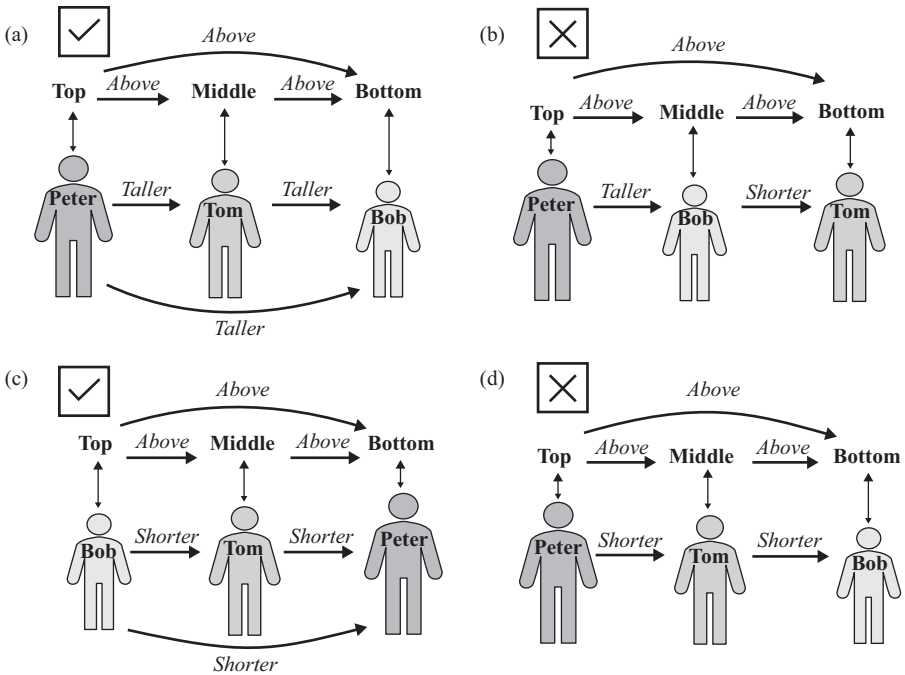 (a)
Above
Top Above Middle Above Bottom
Peter Taller Tom Taller Bob
Taller
(b)
Above
Top Above Middle Above Bottom
Peter Taller Bob Shorter Tom
(c)
Above
Top Above Middle Above Bottom
Bob Shorter Tom Shorter Peter
Shorter
(d)
Above
Top Above Middle Above Bottom
Peter Shorter Tom Shorter Bob